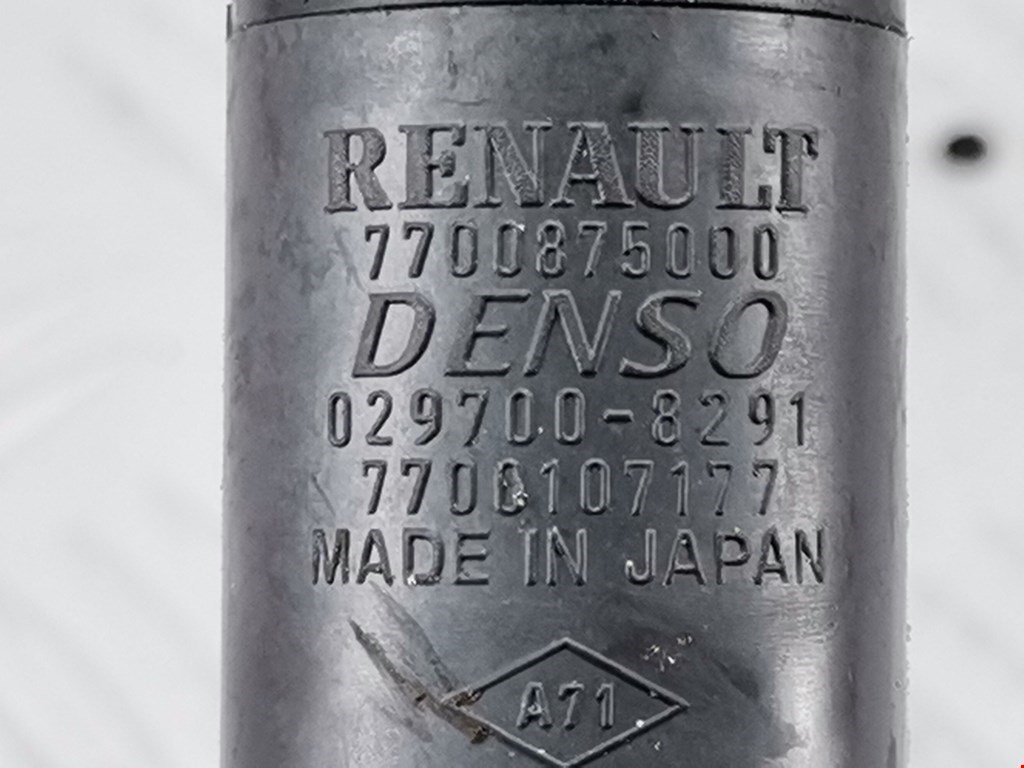 RENAULT
7700875000
DENSO
029700-8291
7700107177
MADE IN JAPAN
A71